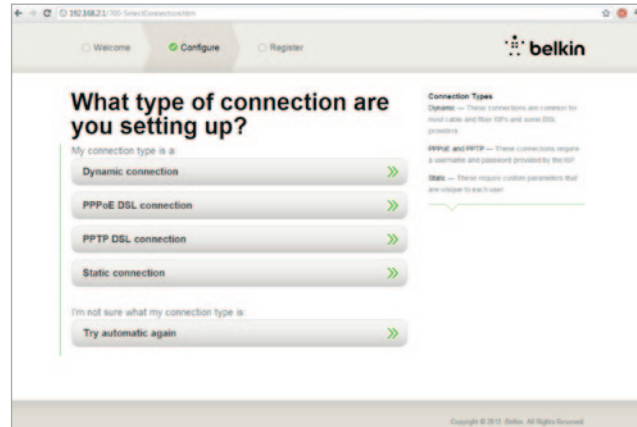 192.168.2.1/200-SelectConnection.htm
Welcome
Configure
Register
belkin
What type of connection are
you setting up?
My connection type is a:
Dynamic connection
PPPoE DSL connection
PPTP DSL connection
Static connection
I'm not sure what my connection type is:
Try automatic again
Connection Types
Dynamic — These connections are common for
most cable and fiber ISPs and some DSL
providers.
PPPoE and PPTP — These connections require
a username and password provided by the ISP.
Static — These require custom parameters that
are unique to each user.
Copyright © 2012 Belkin. All Rights Reserved.